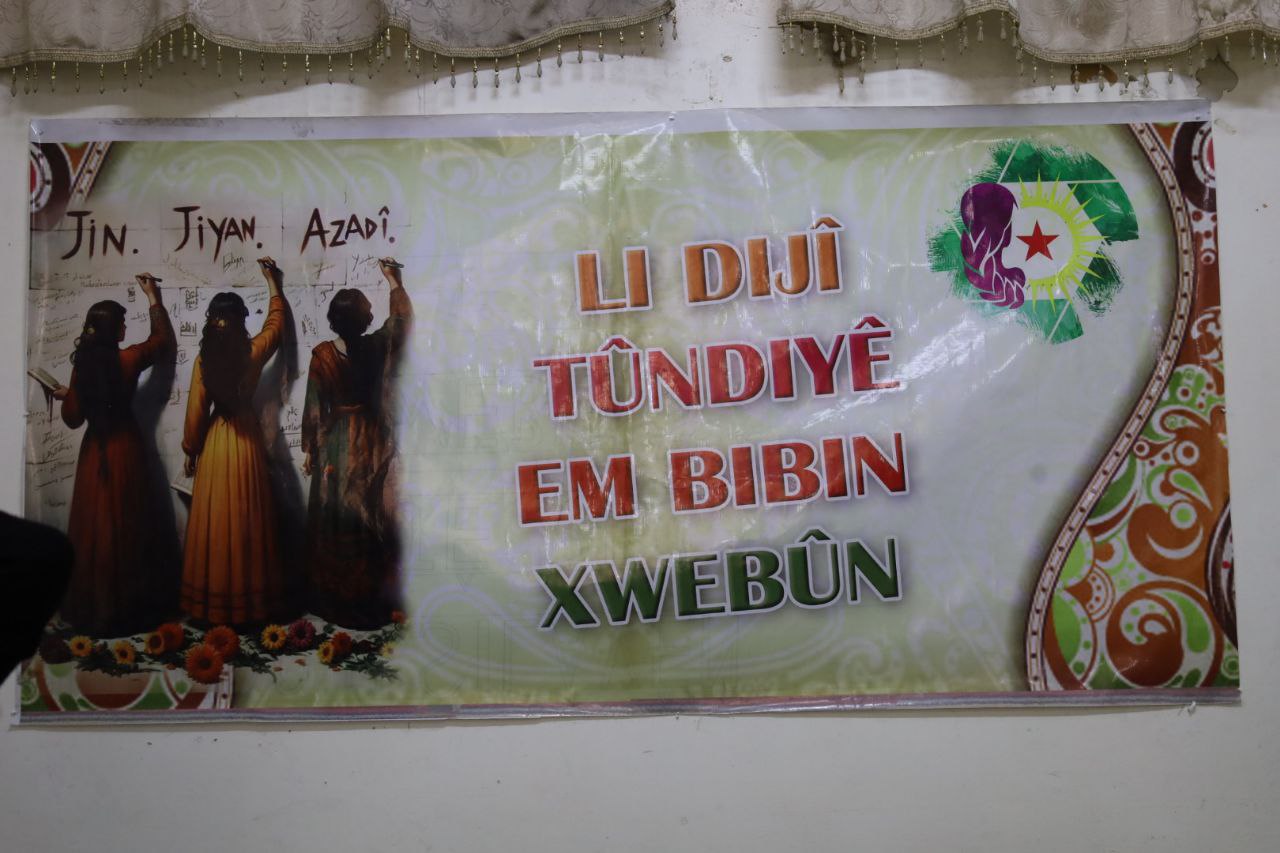 JIN. JIYAN. AZADÎ.
LI DIJÎ
TÛNDIYÊ
EM BIBIN
XWEBÛN